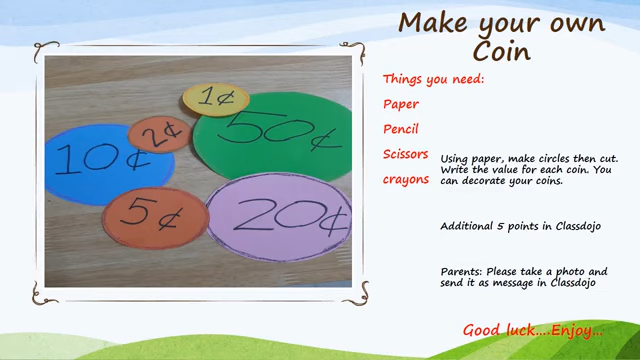 Make your own
Coin
Things you need:
Paper
Pencil
Scissors
crayons
Using paper, make circles then cut.
Write the value for each coin. You
can decorate your coins.
Additional 5 points in Classdojo
Parents: Please take a photo and
send it as message in Classdojo
Good luck....Enjoy...
1¢
2¢
50¢
10¢
5¢
20¢